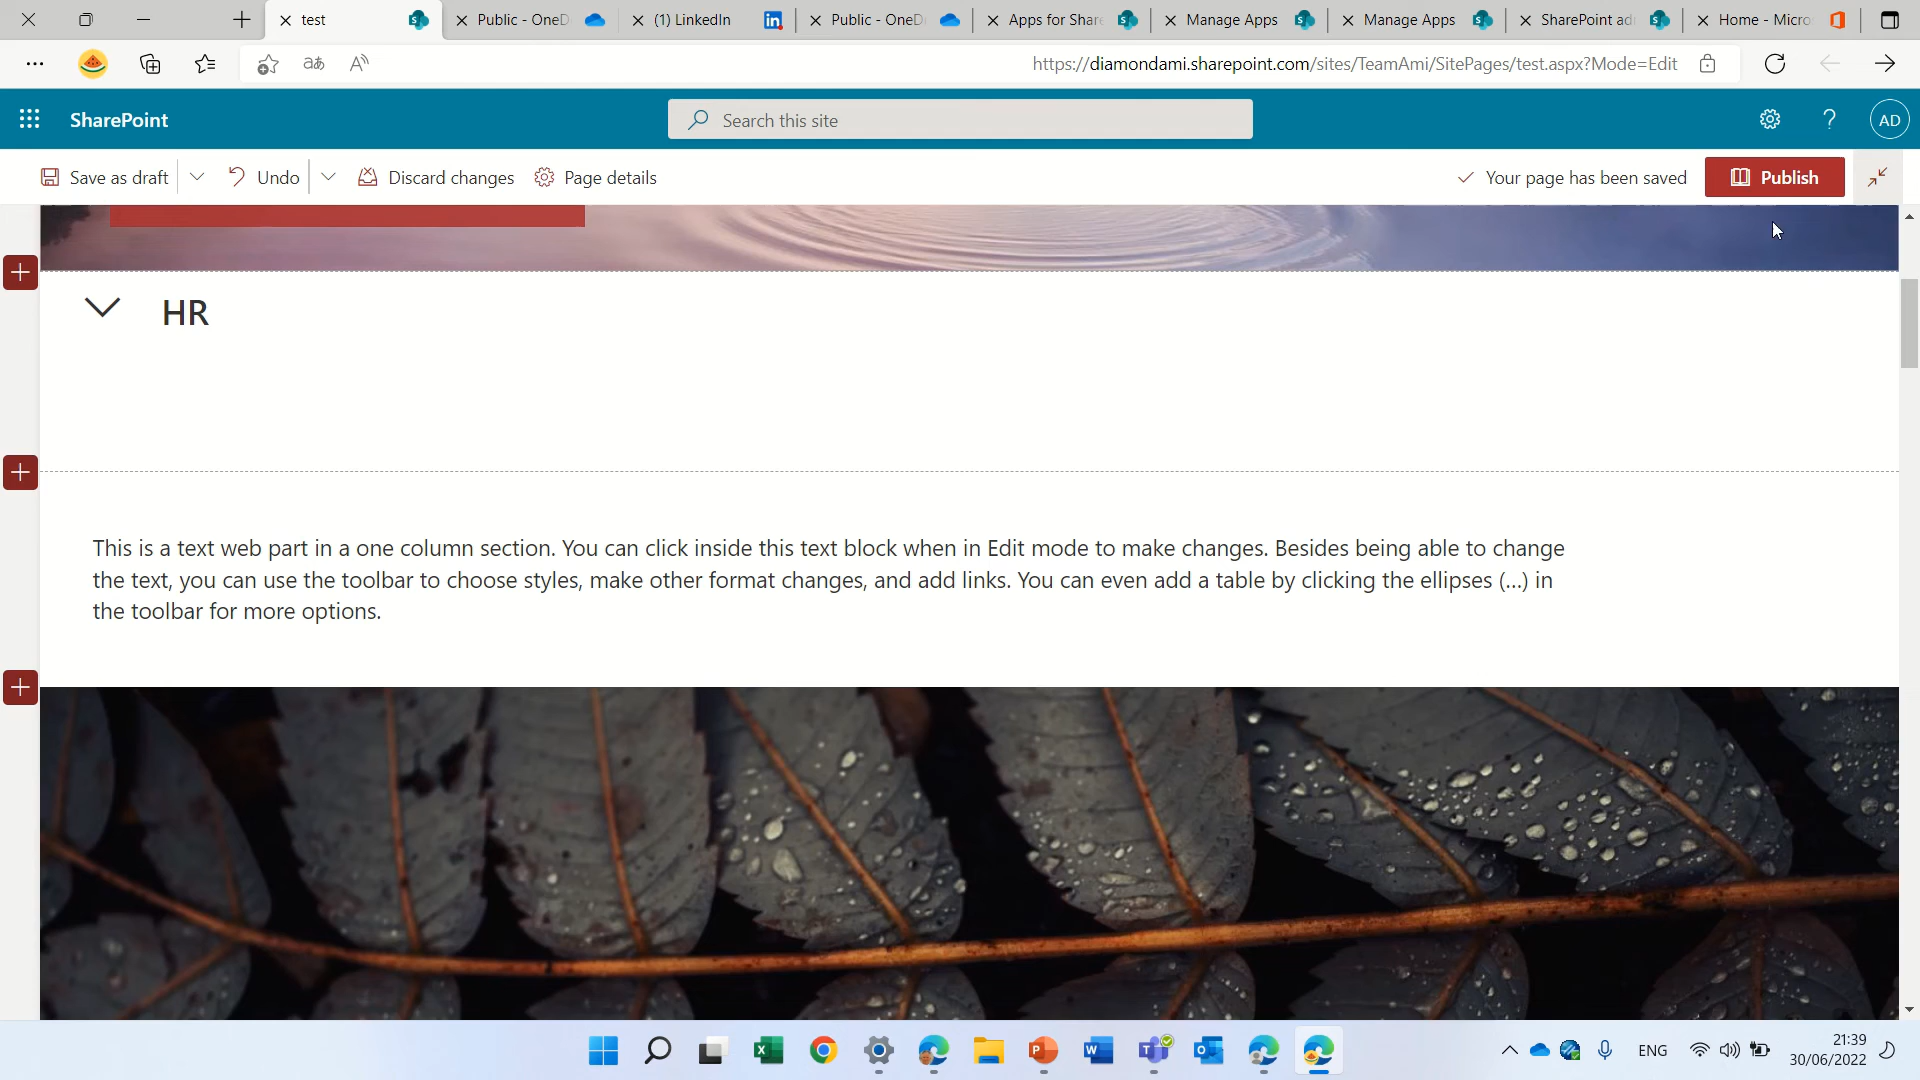 test
Public - OneD
(1) LinkedIn
Public - OneD
Apps for Share
Manage Apps
Manage Apps
SharePoint ad
Home - Micro
https://diamondami.sharepoint.com/sites/TeamAmi/SitePages/test.aspx?Mode=Edit
SharePoint
Search this site
AD
Save as draft
Undo
Discard changes
Page details
Your page has been saved
Publish
HR
This is a text web part in a one column section. You can click inside this text block when in Edit mode to make changes. Besides being able to change
the text, you can use the toolbar to choose styles, make other format changes, and add links. You can even add a table by clicking the ellipses (...) in
the toolbar for more options.
ENG
21:39
30/06/2022